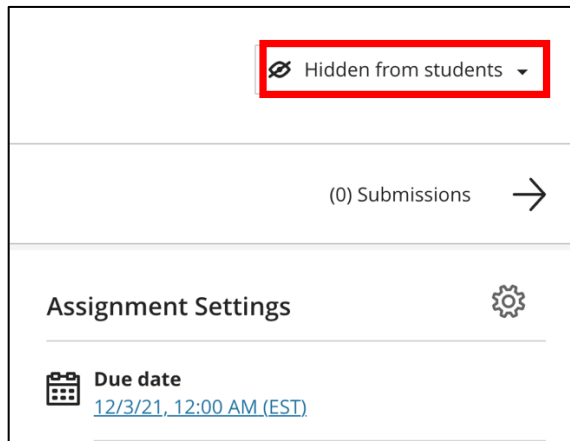 Hidden from students
(0) Submissions
Assignment Settings
Due date
12/3/21, 12:00 AM (EST)